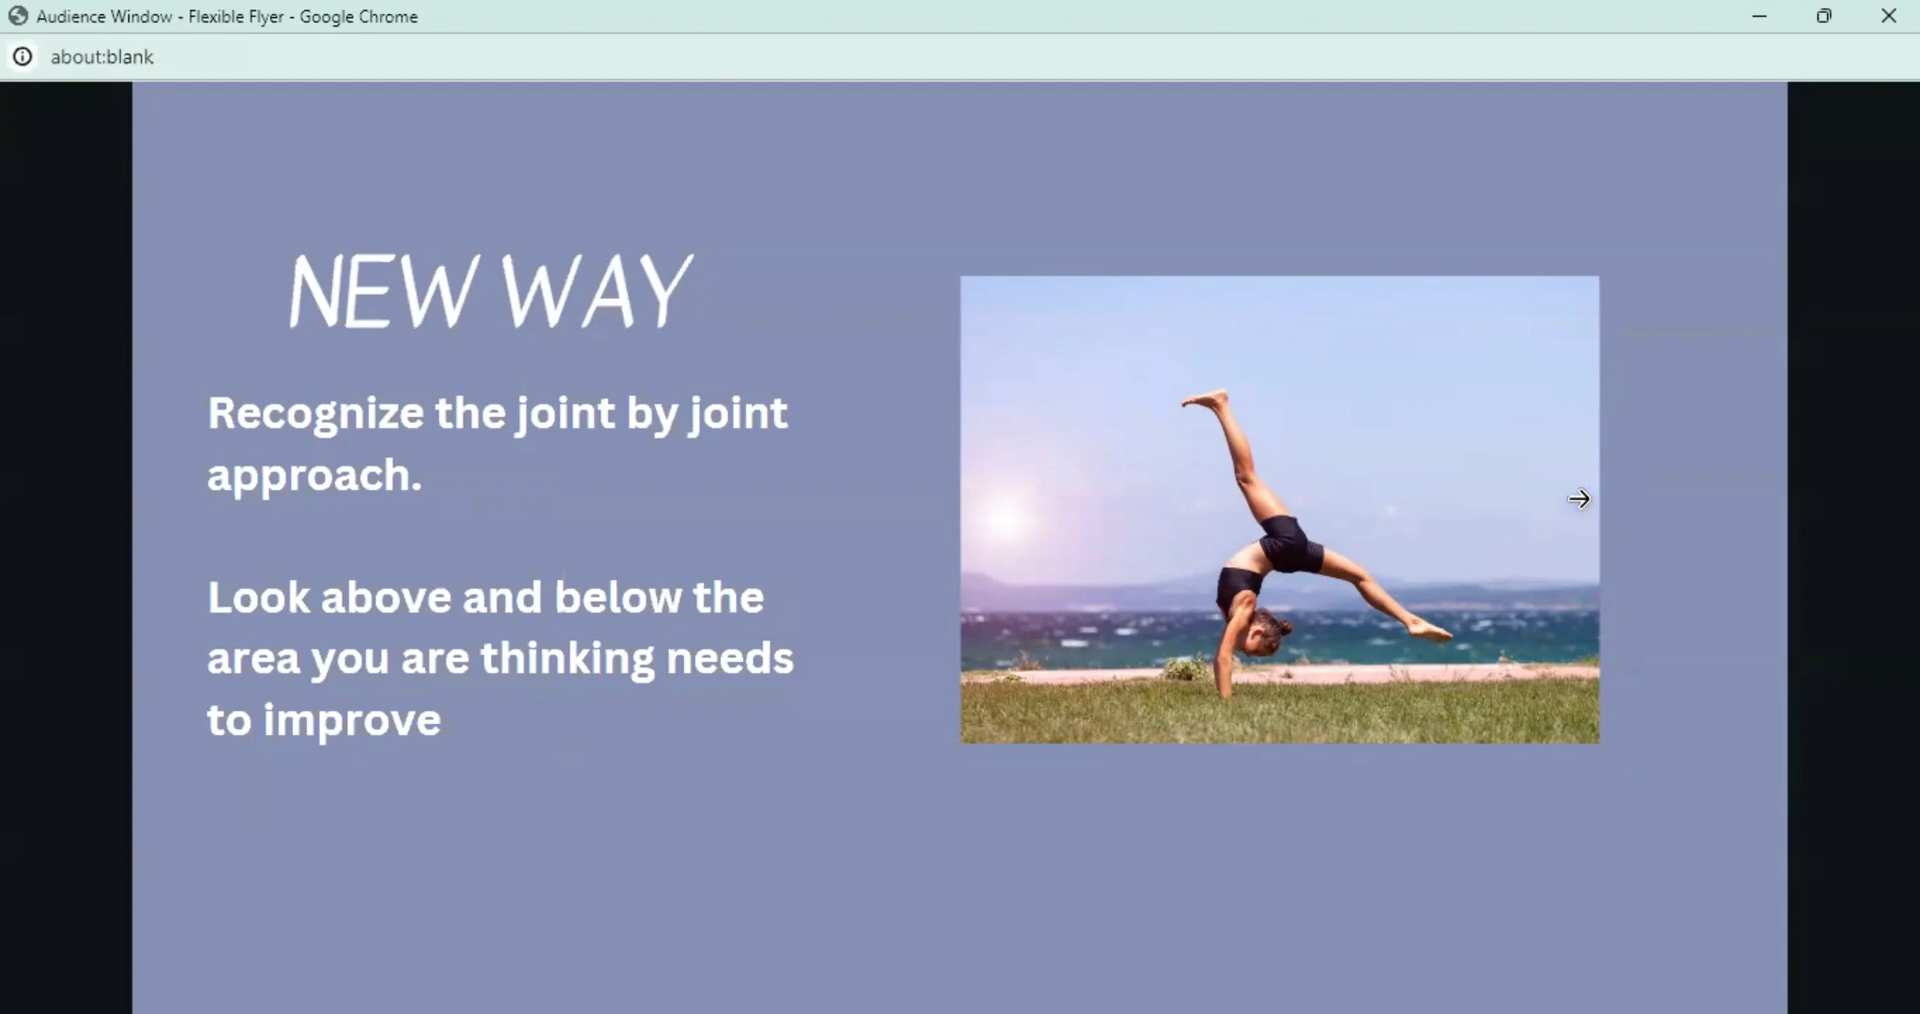 Audience Window - Flexible Flyer - Google Chrome
about:blank
NEW WAY
Recognize the joint by joint
approach.
Look above and below the
area you are thinking needs
to improve